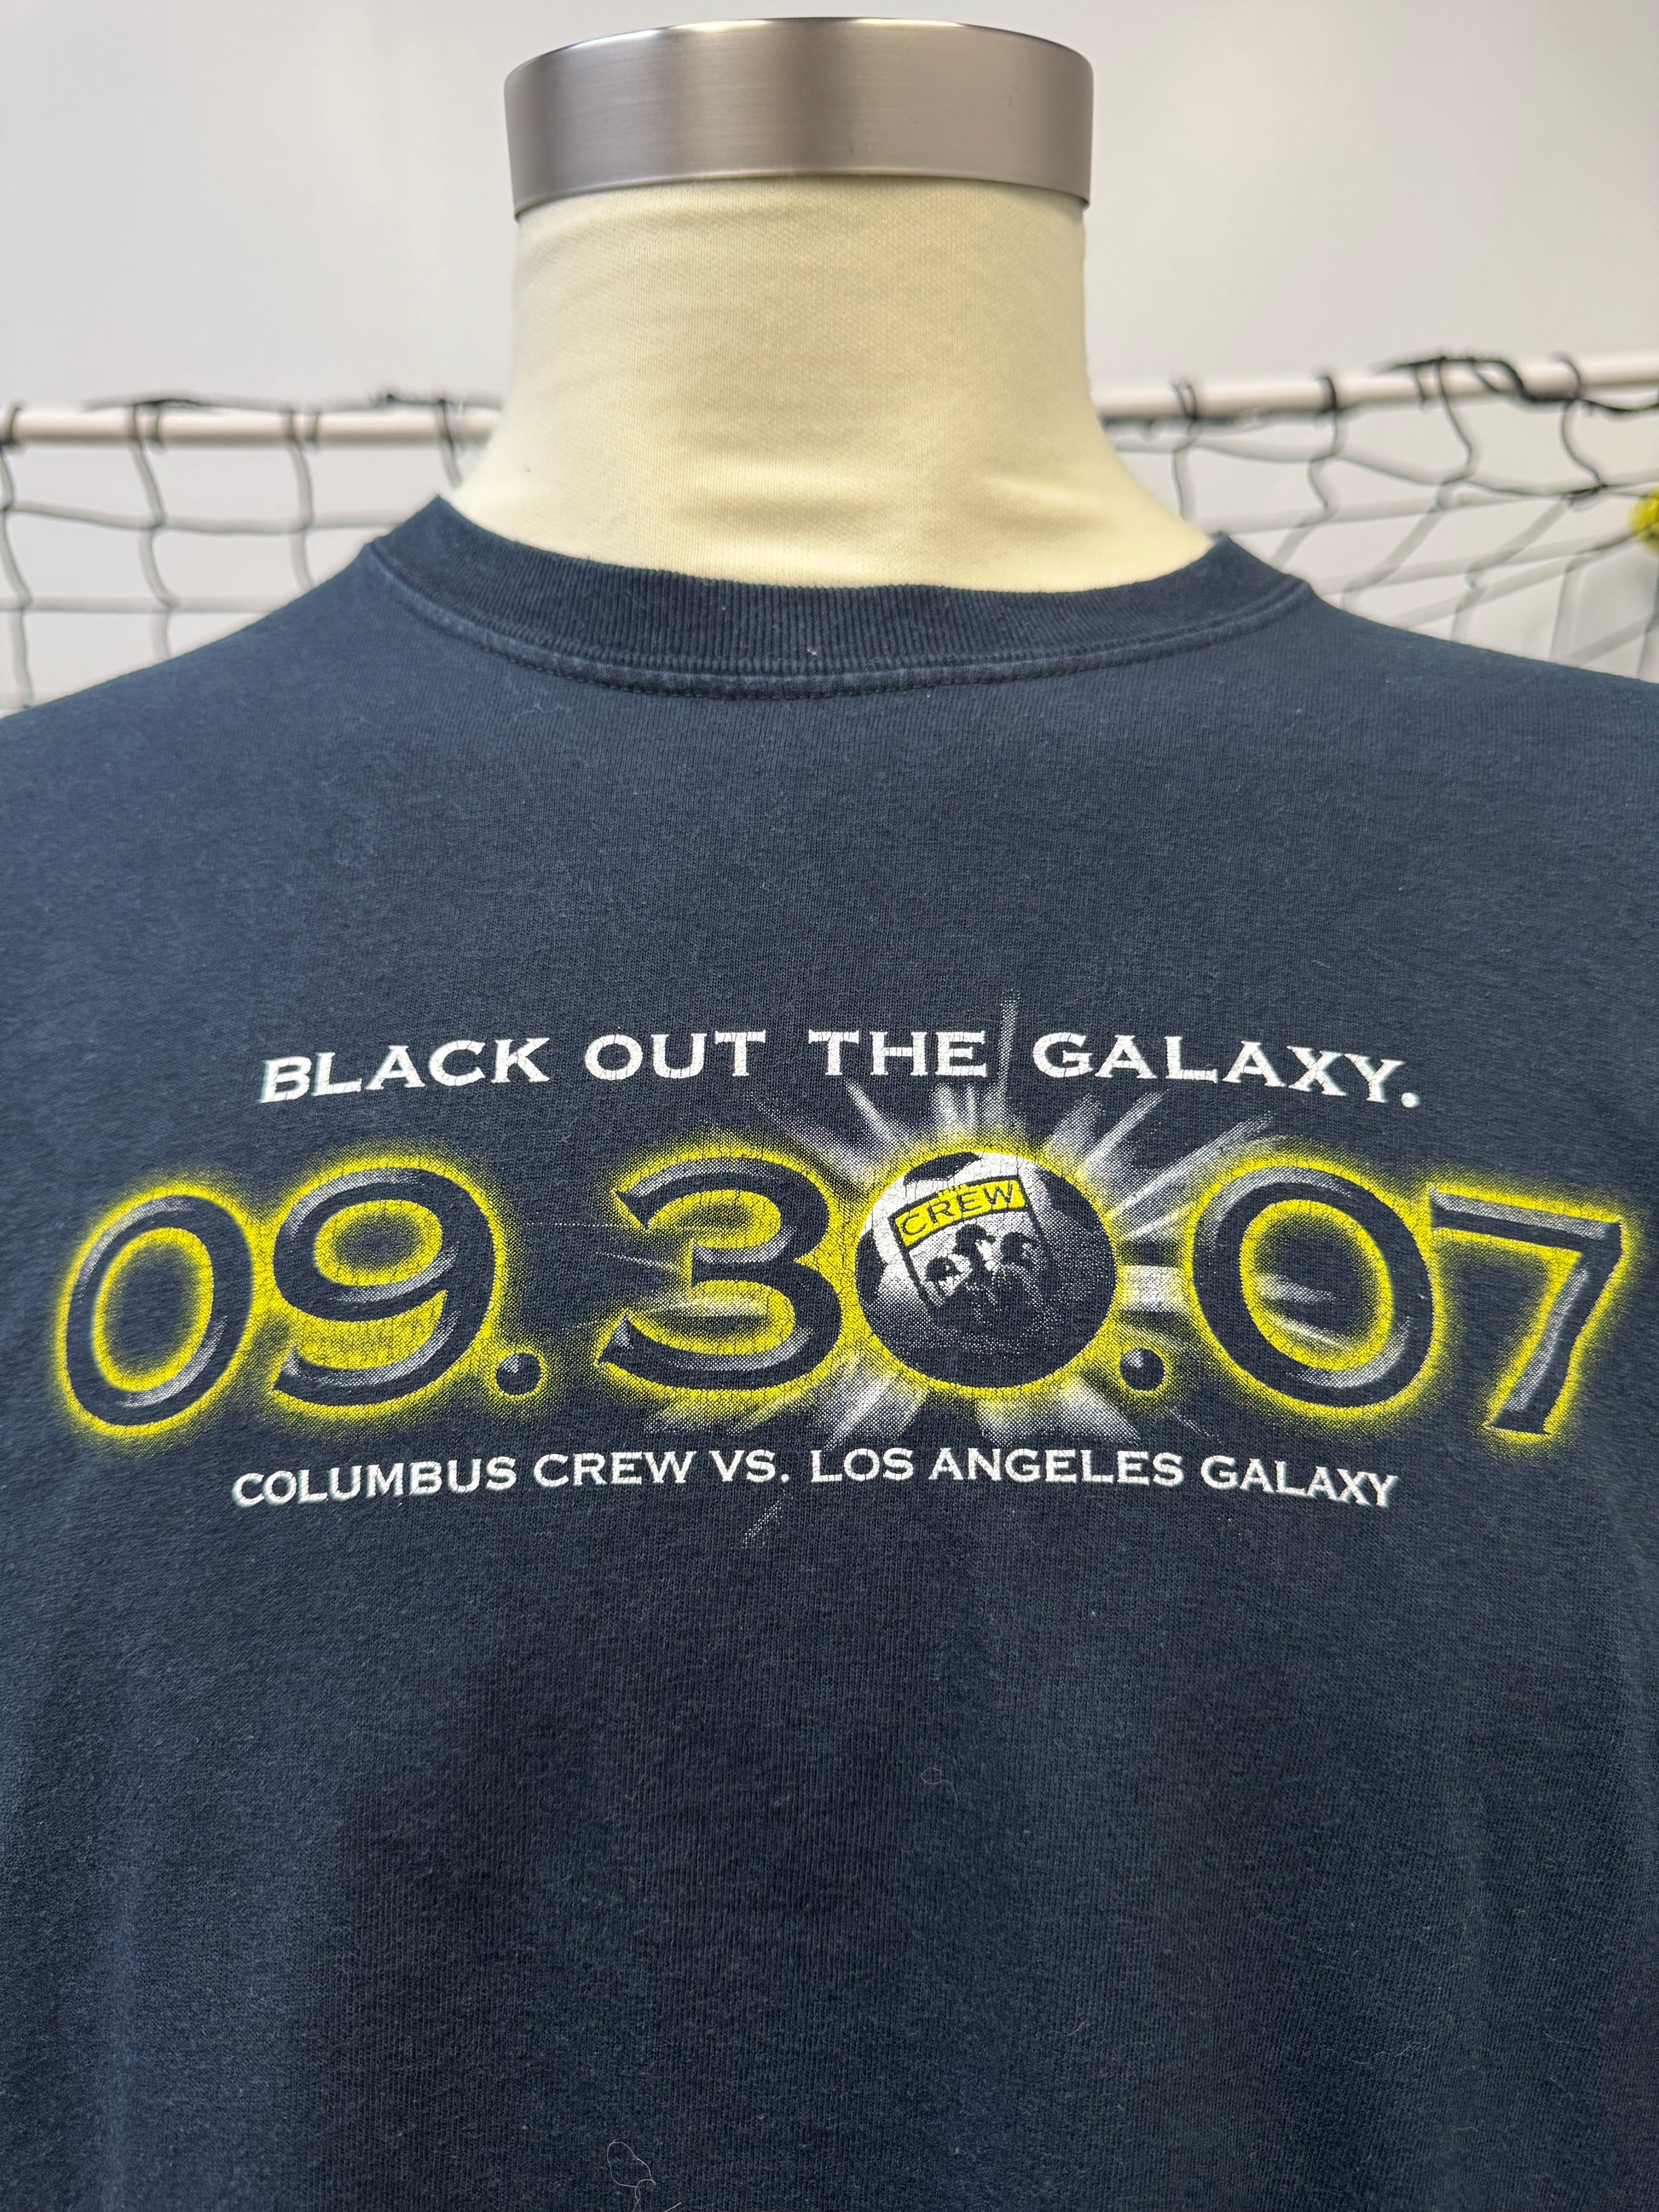 BLACK OUT THE GALAXY.
09.30.07
CREW
COLUMBUS CREW VS. LOS ANGELES GALAXY